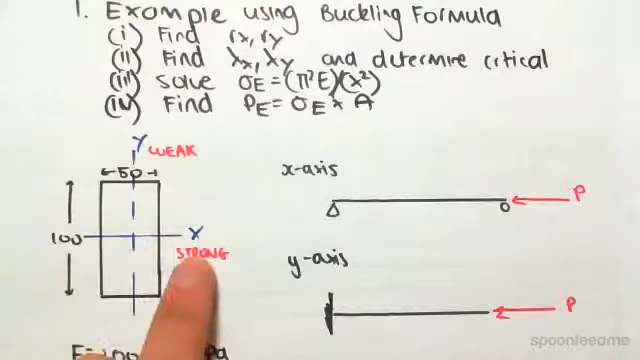 1. Example using Buckling Formula
(i) Find rx, ry
(ii) Find λx, λy and determine critical
(iii) Solve σE=(π²E)/(λ²)
(iv) Find PE = σE × A
Y WEAK
50
100
X
STRONG
x-axis
P
y-axis
P
spoonfeedme